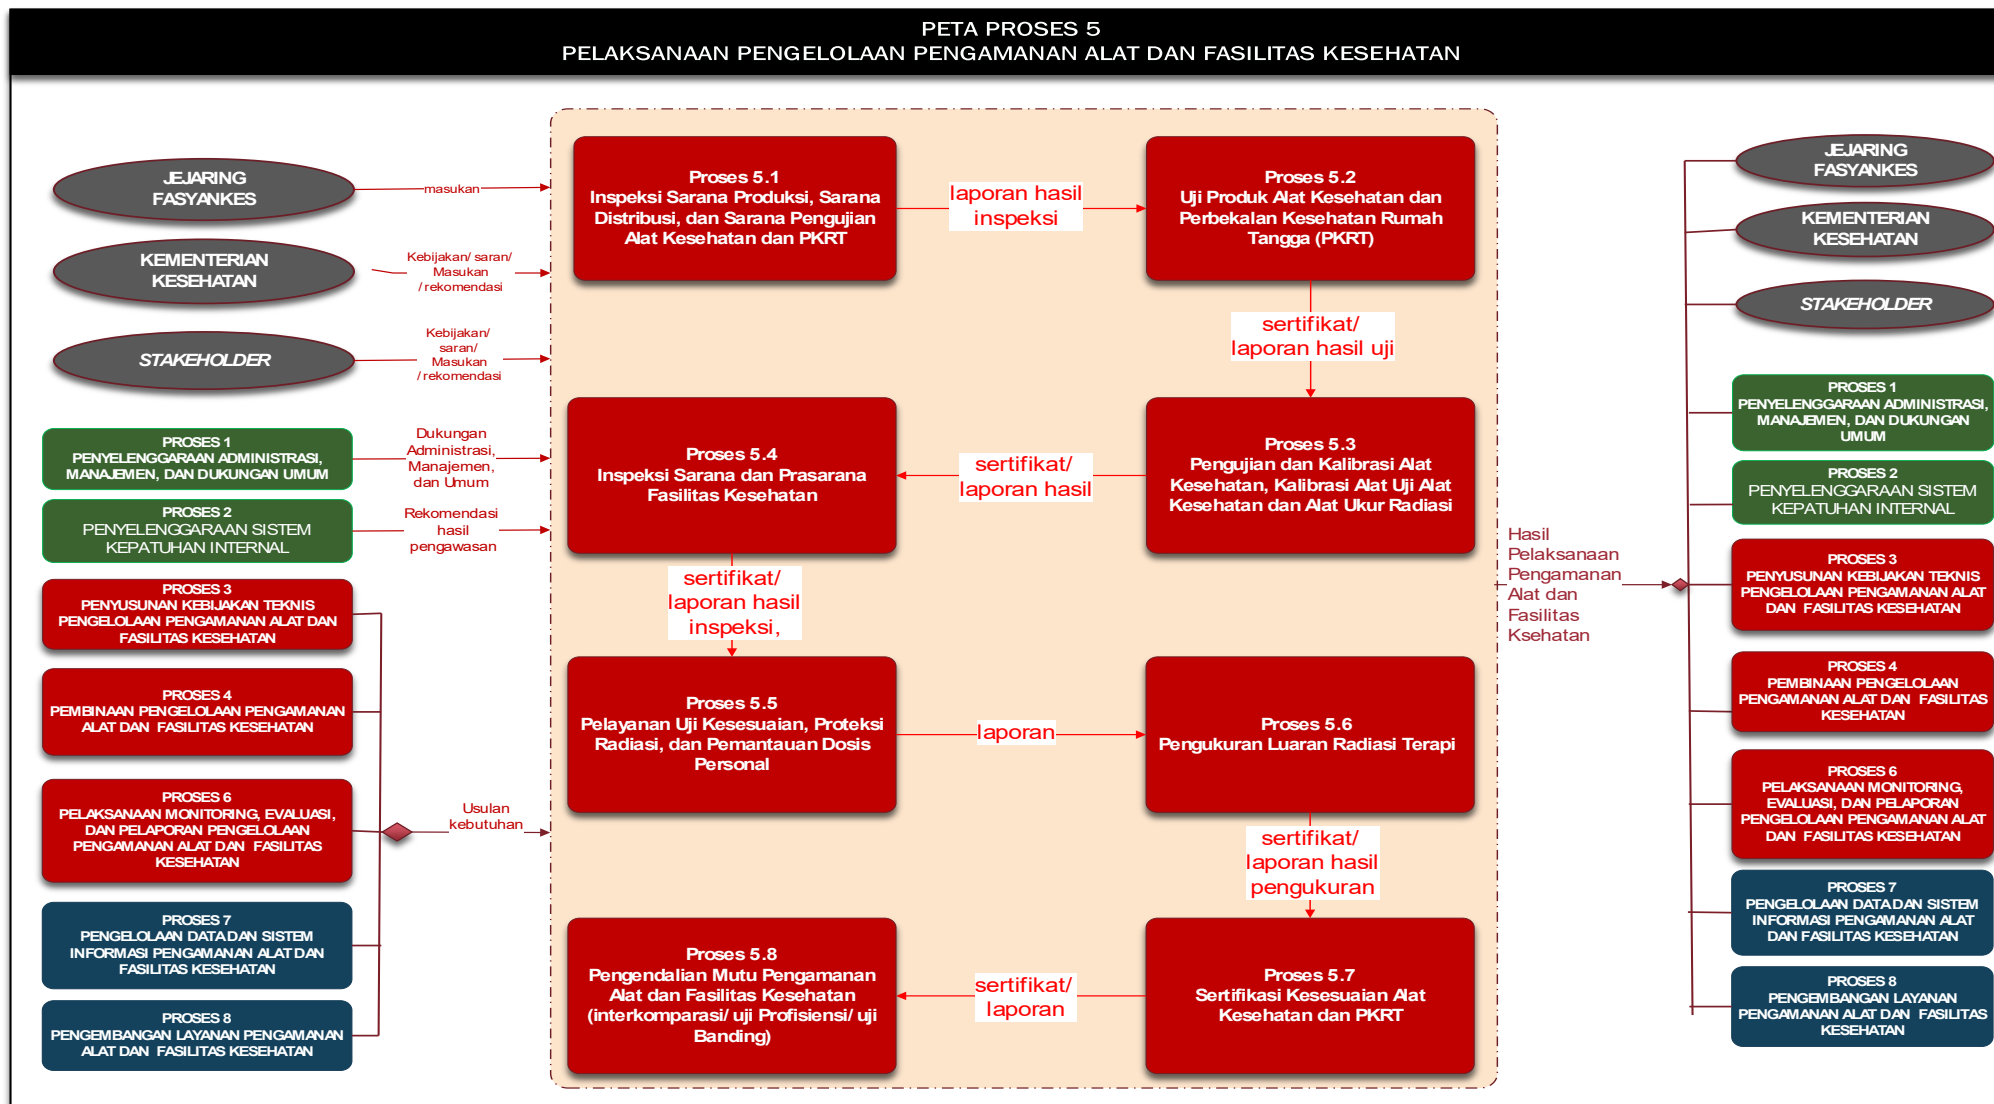 PETA PROSES 5
PELAKSANAAN PENGELOLAAN PENGAMANAN ALAT DAN FASILITAS KESEHATAN
JEJARING
FASYANKES
masukan
KEMENTERIAN
KESEHATAN
Kebijakan/ saran/
Masukan
/ rekomendasi
STAKEHOLDER
Kebijakan/
saran/
Masukan
/ rekomendasi
PROSES 1
PENYELENGGARAAN ADMINISTRASI,
MANAJEMEN, DAN DUKUNGAN UMUM
Dukungan
Administrasi,
Manajemen,
dan Umum
PROSES 2
PENYELENGGARAAN SISTEM
KEPATUHAN INTERNAL
Rekomendasi
hasil
pengawasan
PROSES 3
PENYUSUNAN KEBIJAKAN TEKNIS
PENGELOLAAN PENGAMANAN ALAT DAN
FASILITAS KESEHATAN
PROSES 4
PEMBINAAN PENGELOLAAN PENGAMANAN
ALAT DAN FASILITAS KESEHATAN
PROSES 6
PELAKSANAAN MONITORING, EVALUASI,
DAN PELAPORAN PENGELOLAAN
PENGAMANAN ALAT DAN FASILITAS
KESEHATAN
PROSES 7
PENGELOLAAN DATA DAN SISTEM
INFORMASI PENGAMANAN ALAT DAN
FASILITAS KESEHATAN
PROSES 8
PENGEMBANGAN LAYANAN PENGAMANAN
ALAT DAN FASILITAS KESEHATAN
Usulan
kebutuhan
Proses 5.1
Inspeksi Sarana Produksi, Sarana
Distribusi, dan Sarana Pengujian
Alat Kesehatan dan PKRT
laporan hasil
inspeksi
Proses 5.2
Uji Produk Alat Kesehatan dan
Perbekalan Kesehatan Rumah
Tangga (PKRT)
sertifikat/
laporan hasil uji
Proses 5.3
Pengujian dan Kalibrasi Alat
Kesehatan, Kalibrasi Alat Uji Alat
Kesehatan dan Alat Ukur Radiasi
sertifikat/
laporan hasil
Proses 5.4
Inspeksi Sarana dan Prasarana
Fasilitas Kesehatan
sertifikat/
laporan hasil
inspeksi,
Proses 5.5
Pelayanan Uji Kesesuaian, Proteksi
Radiasi, dan Pemantauan Dosis
Personal
laporan
Proses 5.6
Pengukuran Luaran Radiasi Terapi
sertifikat/
laporan hasil
pengukuran
Proses 5.7
Sertifikasi Kesesuaian Alat
Kesehatan dan PKRT
sertifikat/
laporan
Proses 5.8
Pengendalian Mutu Pengamanan
Alat dan Fasilitas Kesehatan
(interkomparasi/ uji Profisiensi/ uji
Banding)
Hasil
Pelaksanaan
Pengamanan
Alat dan
Fasilitas
Ksehatan
JEJARING
FASYANKES
KEMENTERIAN
KESEHATAN
STAKEHOLDER
PROSES 1
PENYELENGGARAAN ADMINISTRASI,
MANAJEMEN, DAN DUKUNGAN
UMUM
PROSES 2
PENYELENGGARAAN SISTEM
KEPATUHAN INTERNAL
PROSES 3
PENYUSUNAN KEBIJAKAN TEKNIS
PENGELOLAAN PENGAMANAN ALAT
DAN FASILITAS KESEHATAN
PROSES 4
PEMBINAAN PENGELOLAAN
PENGAMANAN ALAT DAN FASILITAS
KESEHATAN
PROSES 6
PELAKSANAAN MONITORING,
EVALUASI, DAN PELAPORAN
PENGELOLAAN PENGAMANAN ALAT
DAN FASILITAS KESEHATAN
PROSES 7
PENGELOLAAN DATA DAN SISTEM
INFORMASI PENGAMANAN ALAT
DAN FASILITAS KESEHATAN
PROSES 8
PENGEMBANGAN LAYANAN
PENGAMANAN ALAT DAN FASILITAS
KESEHATAN